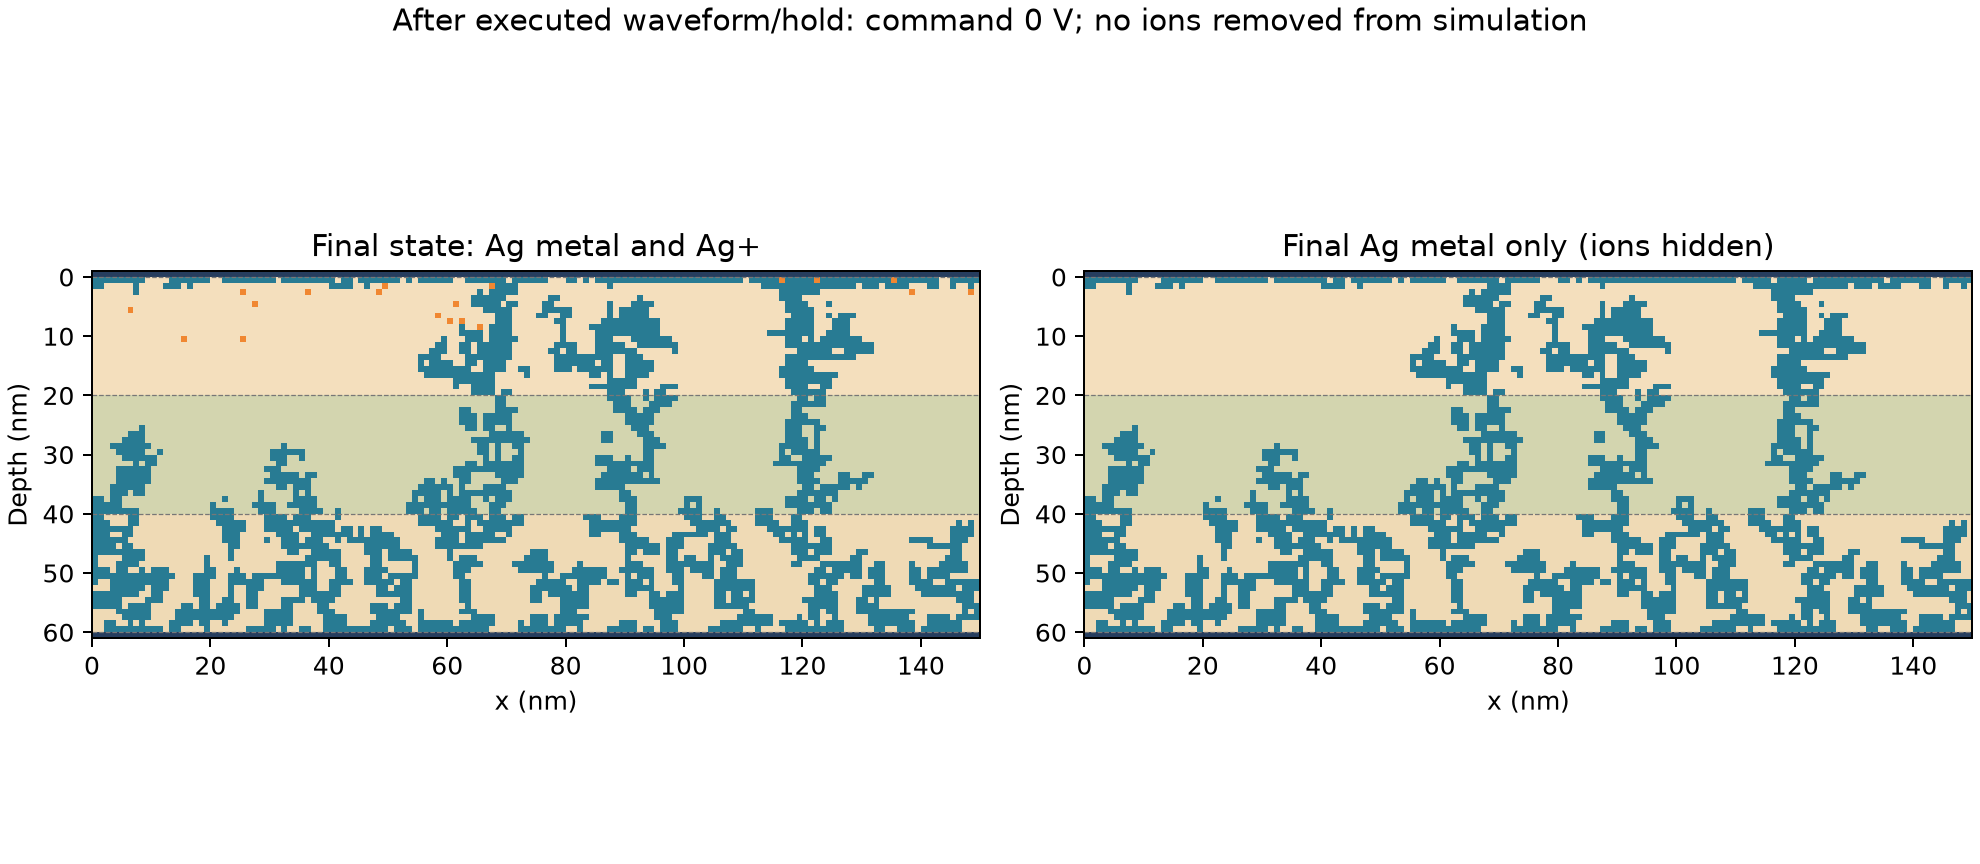 After executed waveform/hold: command 0 V; no ions removed from simulation
Final state: Ag metal and Ag+
Depth (nm)
0
10
20
30
40
50
60
0 20 40 60 80 100 120 140
x (nm)
Final Ag metal only (ions hidden)
Depth (nm)
0
10
20
30
40
50
60
0 20 40 60 80 100 120 140
x (nm)